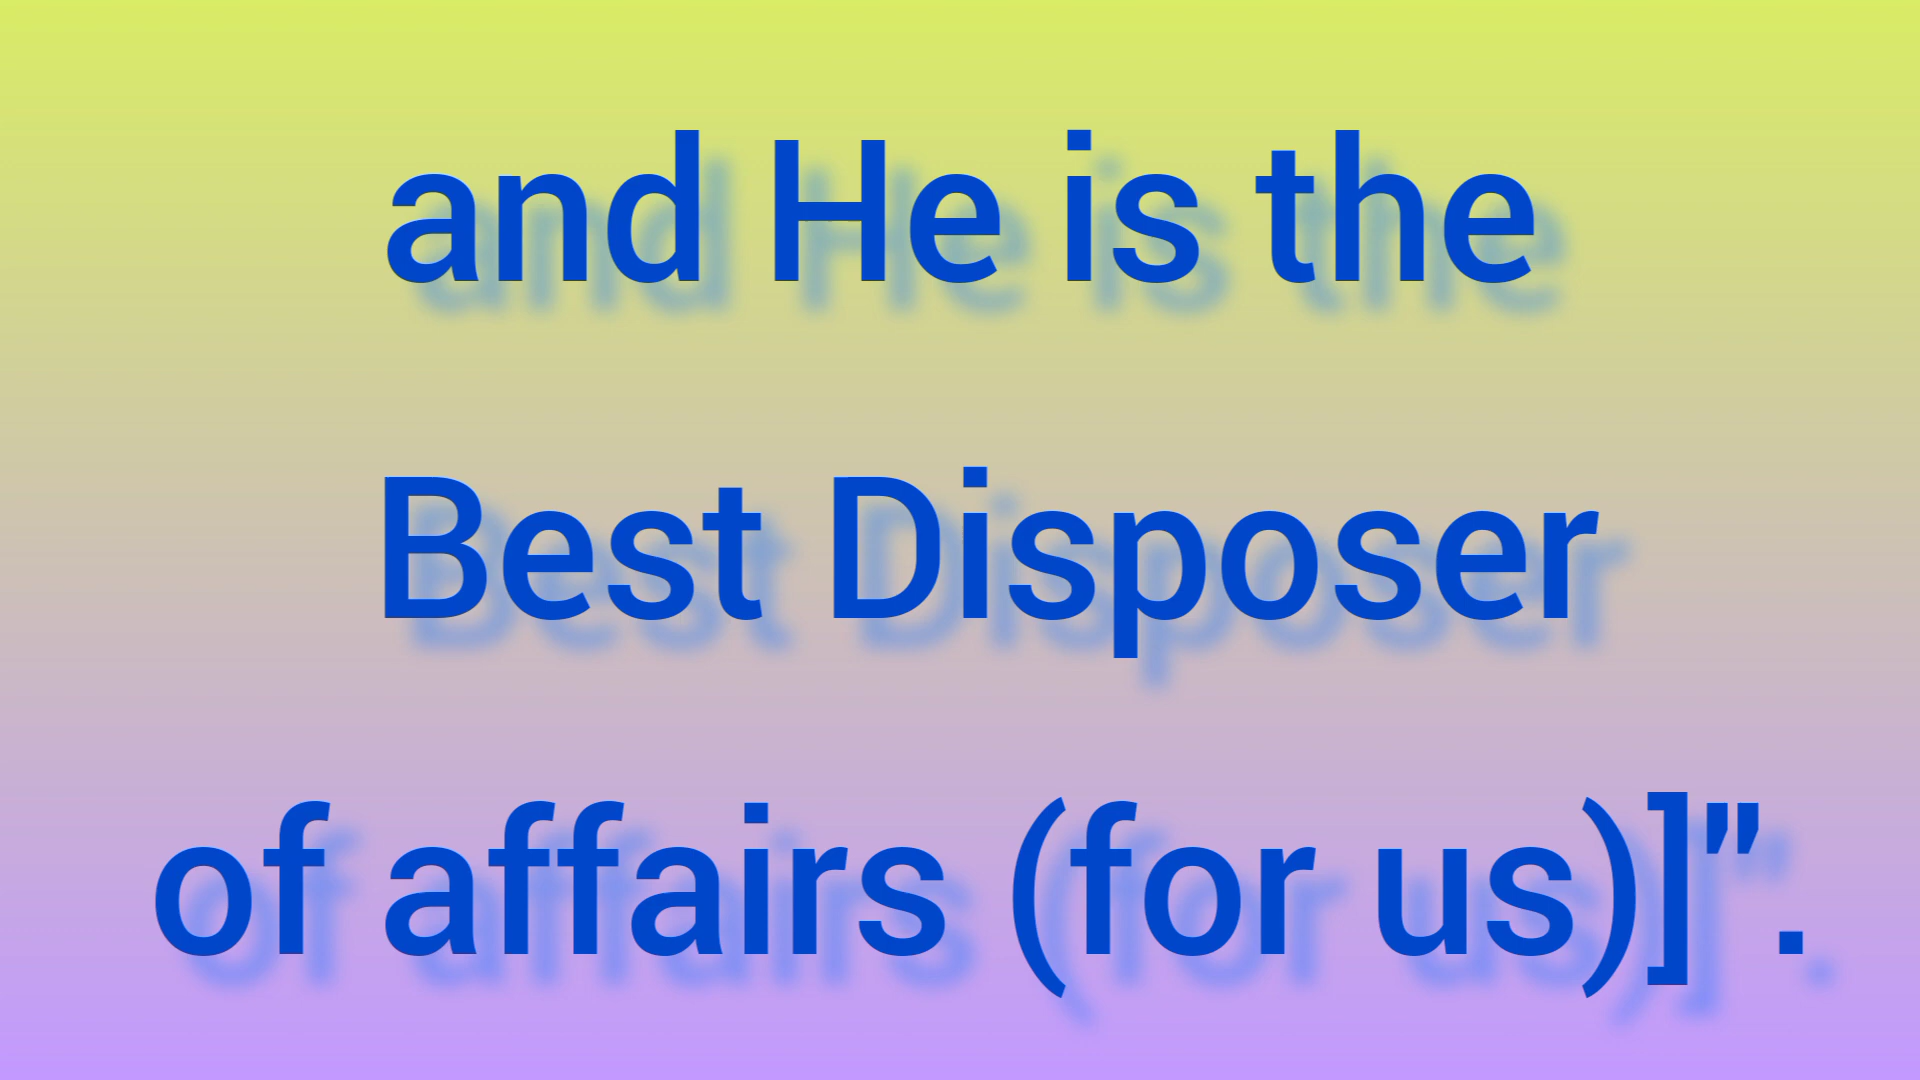 and He is the
Best Disposer
of affairs (for us)]".